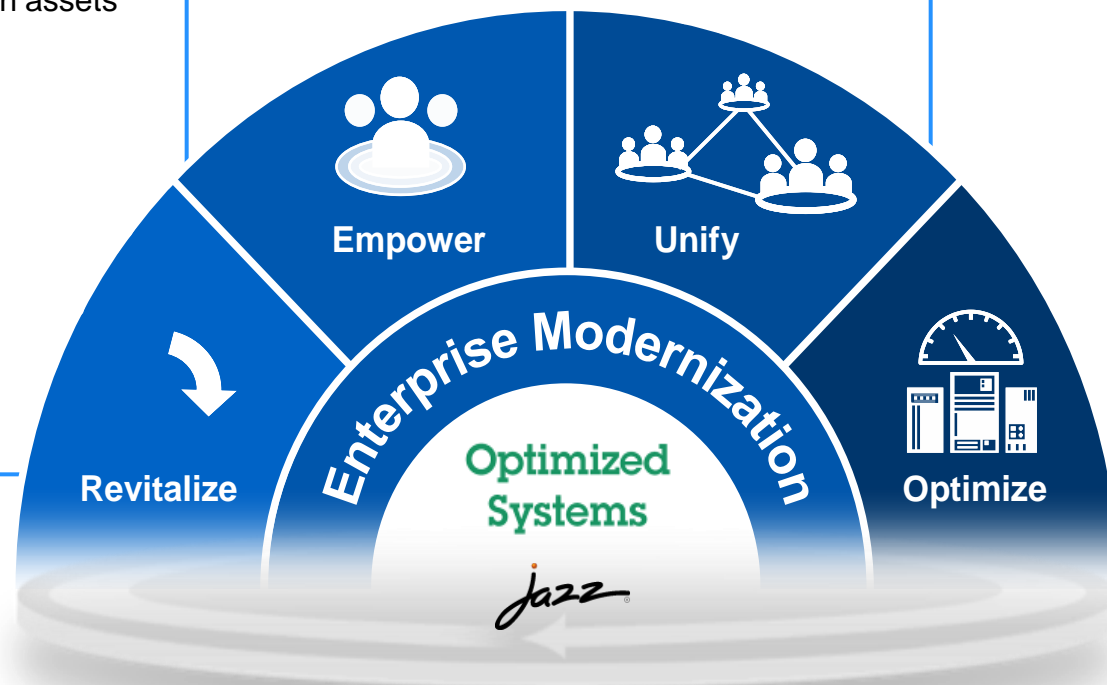 assets
Empower
Unify
Enterprise Modernization
Revitalize
Optimize
Optimized
Systems
jazz